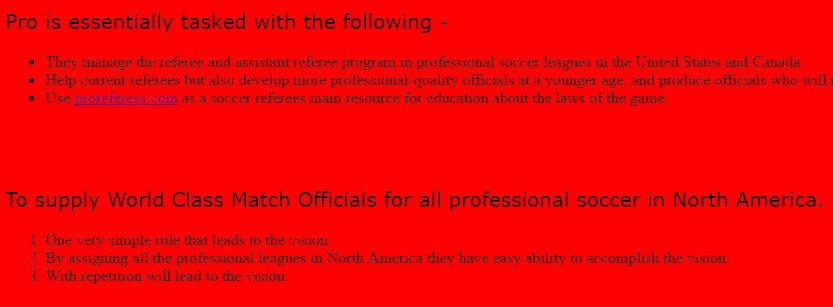 Pro is essentially tasked with the following -
• They manage the referee and assistant referee program in professional soccer leagues in the United States and Canada.
• Help current referees but also develop more professional-quality officials at a younger age, and produce officials who will
• Use proreferees.com as a soccer referees main resource for education about the laws of the game.
To supply World Class Match Officials for all professional soccer in North America.
1. One very simple rule that leads to the vision.
2. By assigning all the professional leagues in North America they have easy ability to accomplish the vision.
3. With repetition will lead to the vision.